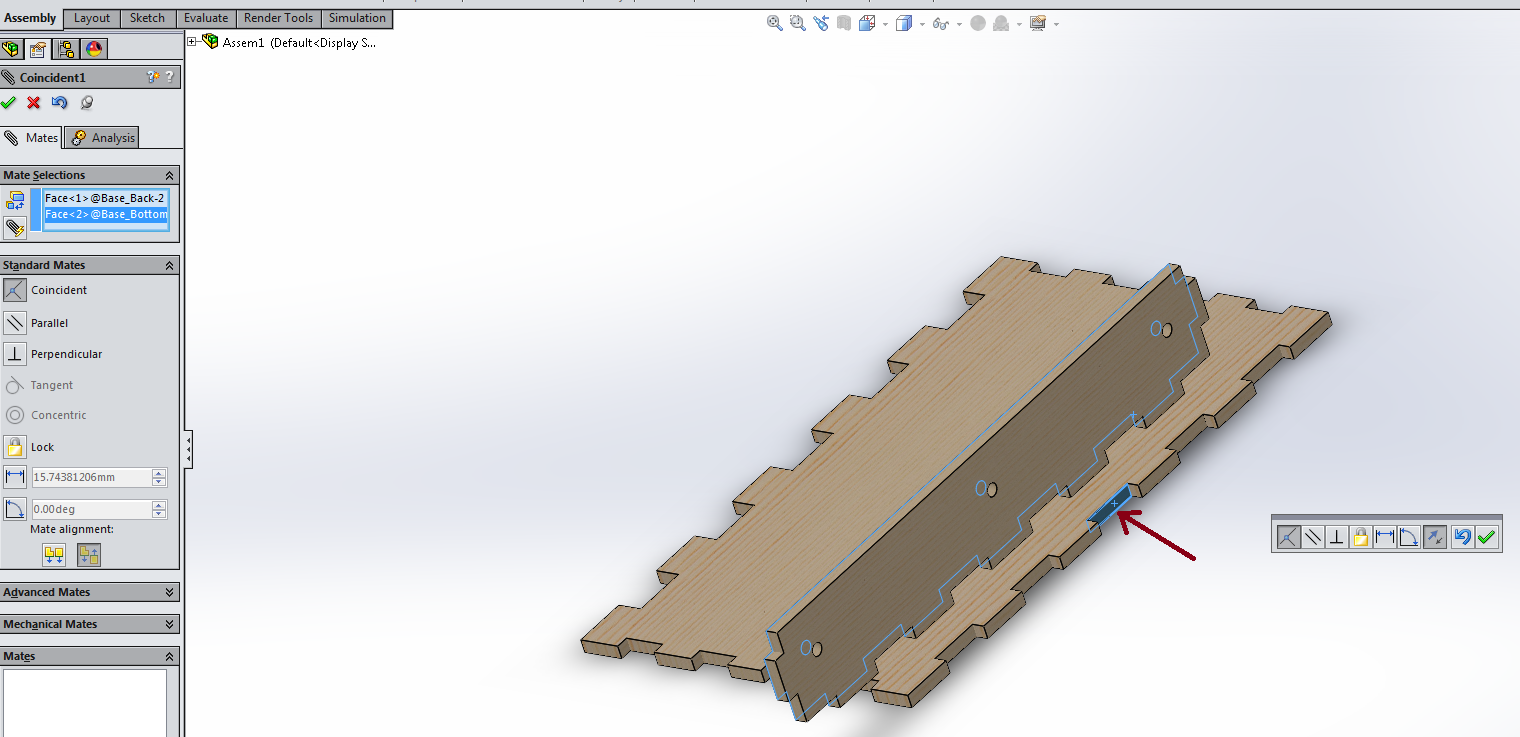 Assembly Layout Sketch Evaluate Render Tools Simulation
Assem1 (Default<Display S...
Coincident1
Mates Analysis
Mate Selections
Face<1>@Base_Back-2
Face<2>@Base_Bottom
Standard Mates
Coincident
Parallel
Perpendicular
Tangent
Concentric
Lock
15.74381206mm
0.00deg
Mate alignment:
Advanced Mates
Mechanical Mates
Mates